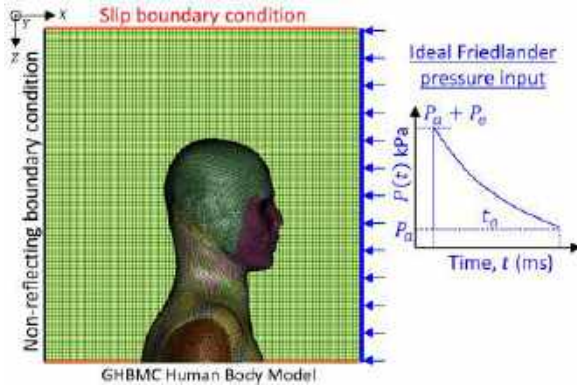 X
Y
Z
Slip boundary condition
Non-reflecting boundary condition
Ideal Friedlander
pressure input
P(t) kPa
Pₐ + Pₒ
tₒ
Pₐ
Time, t (ms)
GHBMC Human Body Model